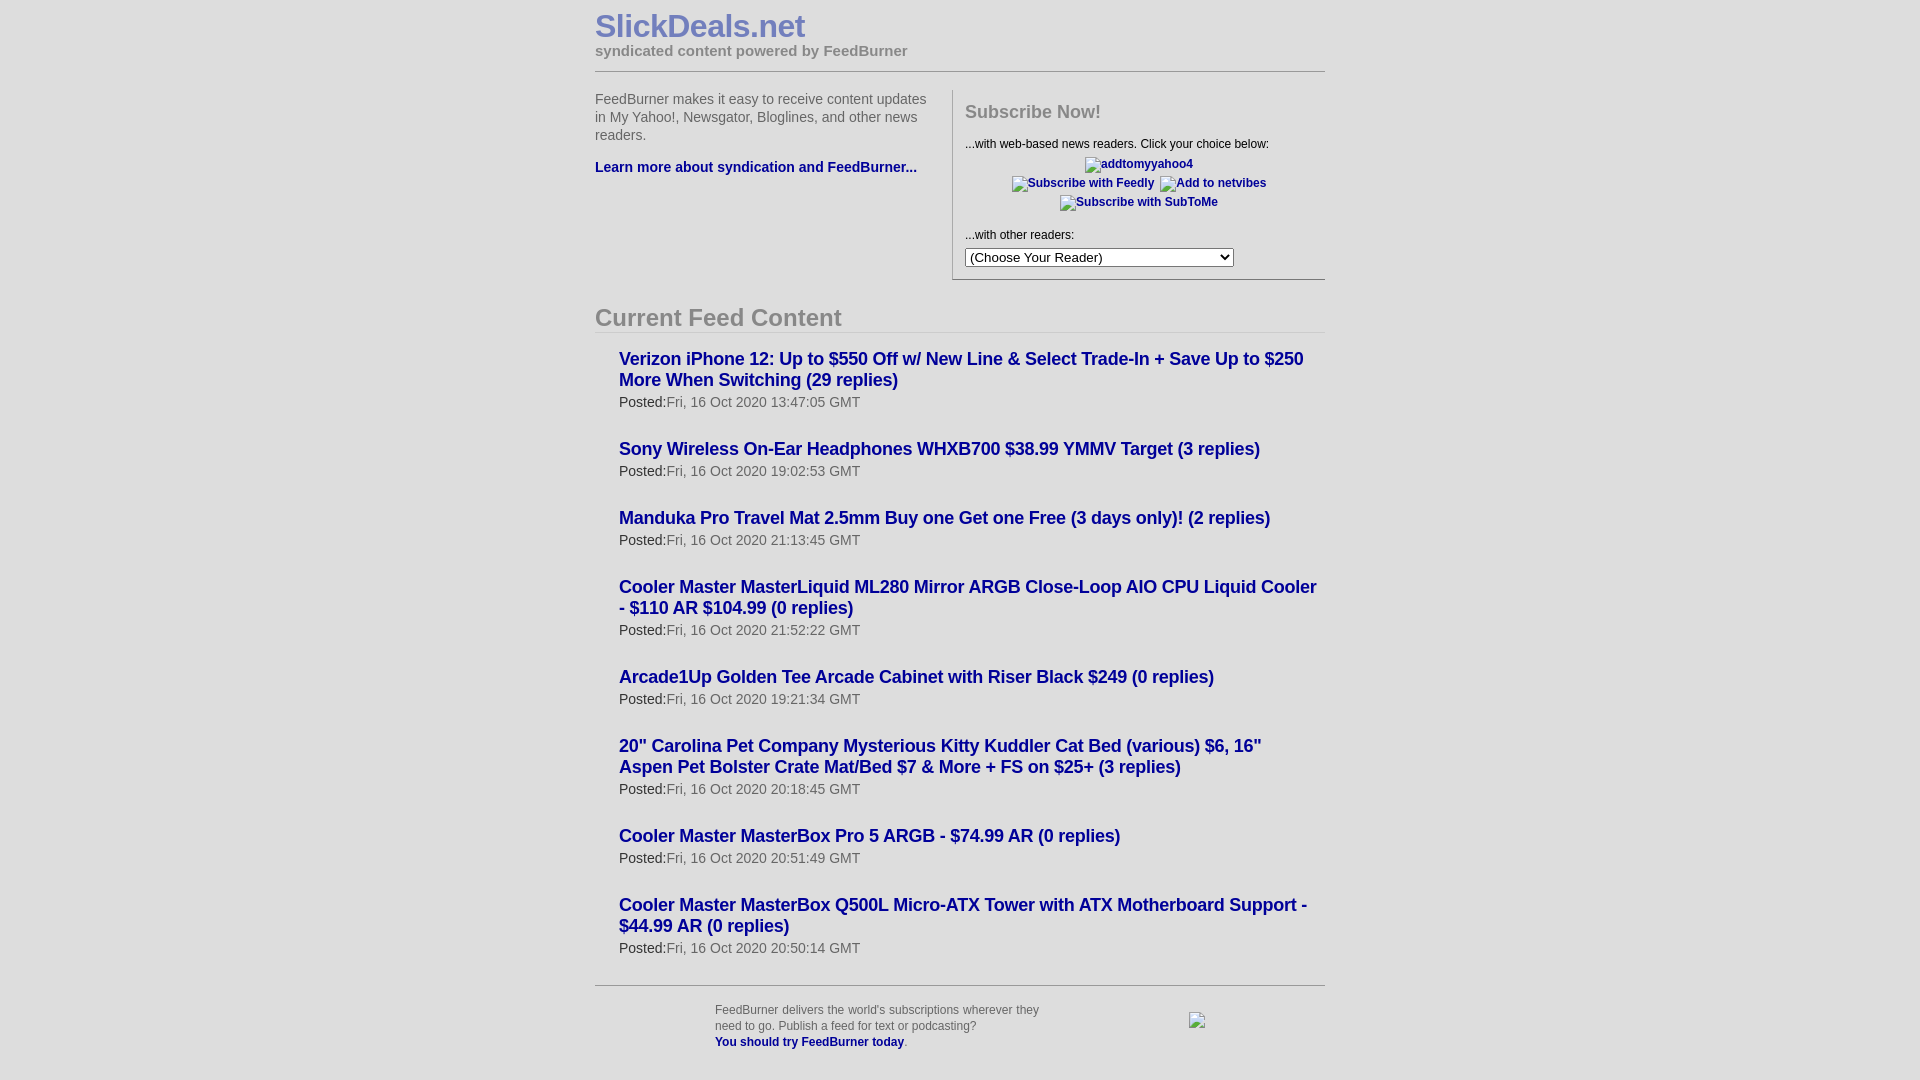 SlickDeals.net
syndicated content powered by FeedBurner
FeedBurner makes it easy to receive content updates
in My Yahoo!, Newsgator, Bloglines, and other news
readers.
Learn more about syndication and FeedBurner...
Subscribe Now!
...with web-based news readers. Click your choice below:
addtomyyahoo4
Subscribe with Feedly Add to netvibes
Subscribe with SubToMe
...with other readers:
(Choose Your Reader)
Current Feed Content
Verizon iPhone 12: Up to $550 Off w/ New Line & Select Trade-In + Save Up to $250
More When Switching (29 replies)
Posted:Fri, 16 Oct 2020 13:47:05 GMT
Sony Wireless On-Ear Headphones WHXB700 $38.99 YMMV Target (3 replies)
Posted:Fri, 16 Oct 2020 19:02:53 GMT
Manduka Pro Travel Mat 2.5mm Buy one Get one Free (3 days only)! (2 replies)
Posted:Fri, 16 Oct 2020 21:13:45 GMT
Cooler Master MasterLiquid ML280 Mirror ARGB Close-Loop AIO CPU Liquid Cooler
- $110 AR $104.99 (0 replies)
Posted:Fri, 16 Oct 2020 21:52:22 GMT
Arcade1Up Golden Tee Arcade Cabinet with Riser Black $249 (0 replies)
Posted:Fri, 16 Oct 2020 19:21:34 GMT
20" Carolina Pet Company Mysterious Kitty Kuddler Cat Bed (various) $6, 16"
Aspen Pet Bolster Crate Mat/Bed $7 & More + FS on $25+ (3 replies)
Posted:Fri, 16 Oct 2020 20:18:45 GMT
Cooler Master MasterBox Pro 5 ARGB - $74.99 AR (0 replies)
Posted:Fri, 16 Oct 2020 20:51:49 GMT
Cooler Master MasterBox Q500L Micro-ATX Tower with ATX Motherboard Support -
$44.99 AR (0 replies)
Posted:Fri, 16 Oct 2020 20:50:14 GMT
FeedBurner delivers the world's subscriptions wherever they
need to go. Publish a feed for text or podcasting?
You should try FeedBurner today.